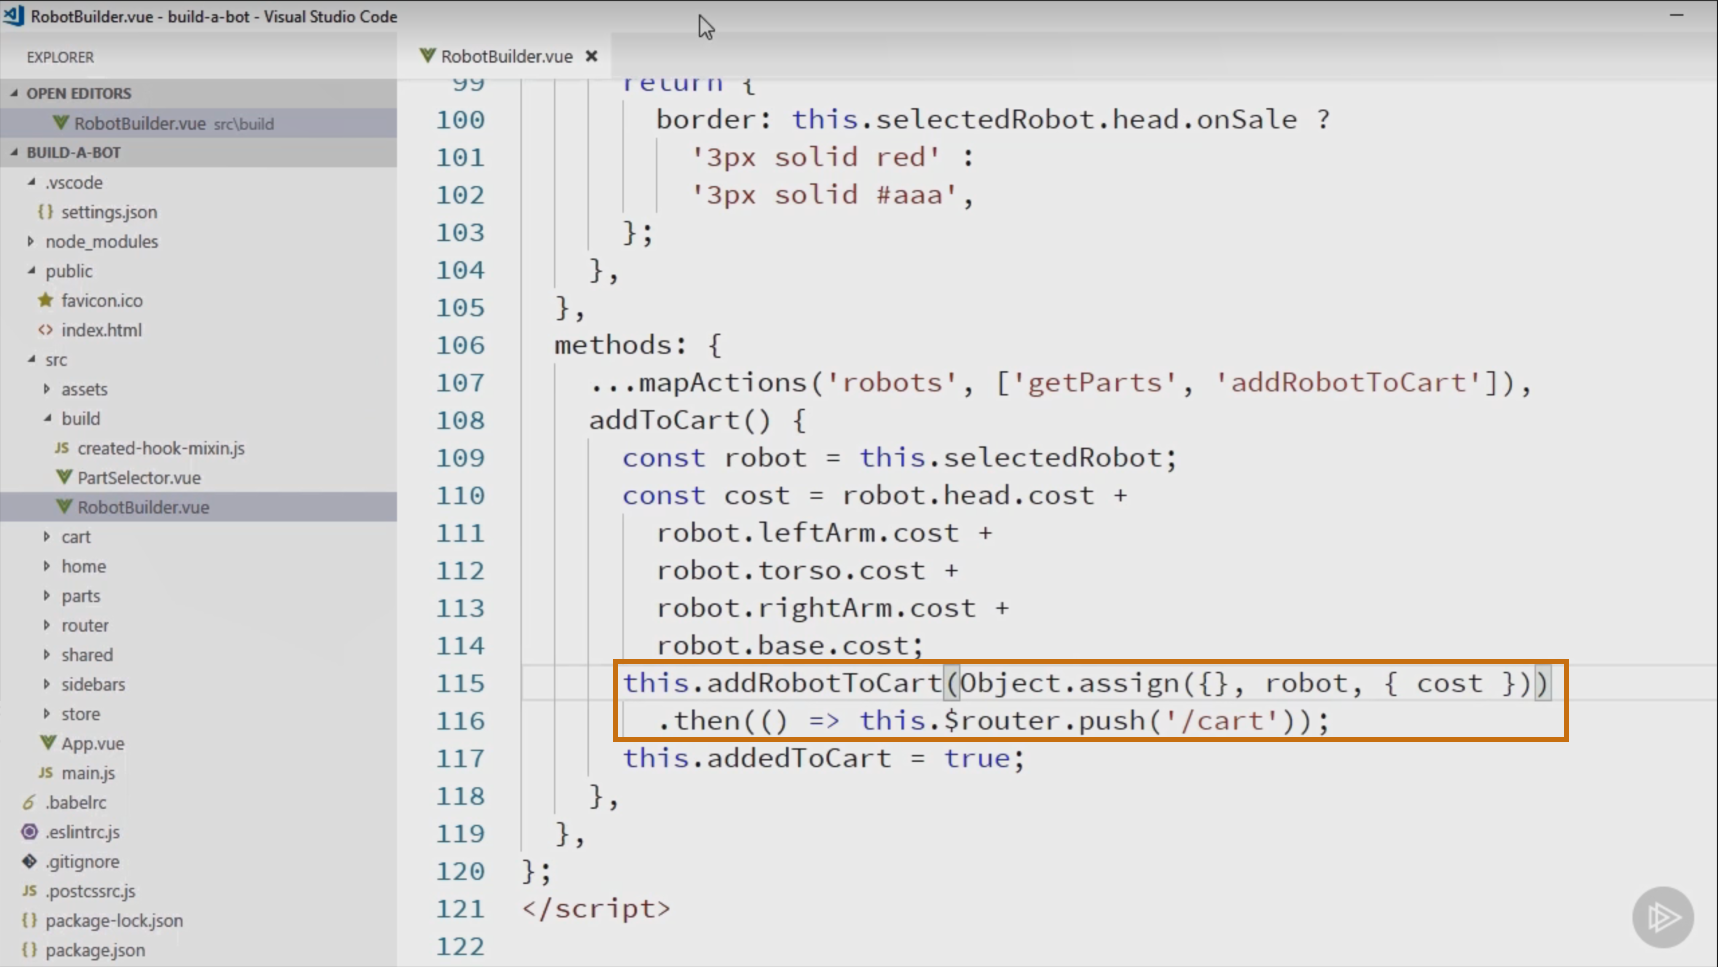 RobotBuilder.vue - build-a-bot - Visual Studio Code
EXPLORER
OPEN EDITORS
RobotBuilder.vue src\build
BUILD-A-BOT
.vscode
{} settings.json
node_modules
public
favicon.ico
<> index.html
src
assets
build
JS created-hook-mixin.js
PartSelector.vue
RobotBuilder.vue
cart
home
parts
router
shared
sidebars
store
App.vue
JS main.js
6 .babelrc
.eslintrc.js
.gitignore
JS .postcssrc.js
{} package-lock.json
{} package.json
RobotBuilder.vue ×
99 return {
100 border: this.selectedRobot.head.onSale ?
101 '3px solid red' :
102 '3px solid #aaa',
103 };
104 },
105 },
106 methods: {
107 ...mapActions('robots', ['getParts', 'addRobotToCart']),
108 addToCart() {
109 const robot = this.selectedRobot;
110 const cost = robot.head.cost +
111 robot.leftArm.cost +
112 robot.torso.cost +
113 robot.rightArm.cost +
114 robot.base.cost;
115 this.addRobotToCart(Object.assign({}, robot, { cost }))
116 .then(() => this.$router.push('/cart'));
117 this.addedToCart = true;
118 },
119 },
120 };
121 </script>
122